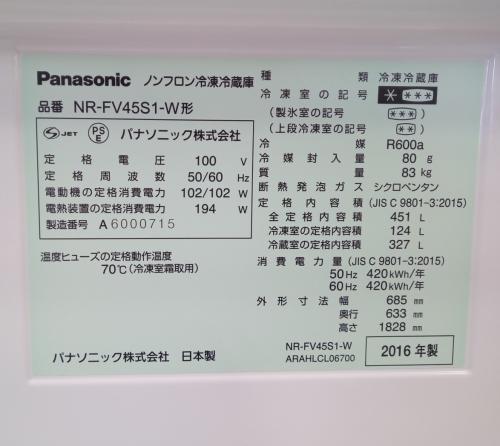 Panasonic ノンフロン冷凍冷蔵庫
品番 NR-FV45S1-W形
JET PSE パナソニック株式会社
定格電圧 100 V
定格周波数 50/60 Hz
電動機の定格消費電力 102/102 W
電熱装置の定格消費電力 194 W
製造番号 A 6000715
温度ヒューズの定格動作温度
70℃(冷凍室霜取用)
パナソニック株式会社 日本製
種類 冷凍冷蔵庫
冷凍室の記号 * ***
(製氷室の記号 ***)
(上段冷凍室の記号 ***)
冷媒 R600a
冷媒封入量 80 g
質量 83 kg
断熱発泡ガス シクロペンタン
定格内容積 (JIS C 9801-3:2015)
全定格内容積 451 L
冷凍室の定格内容積 124 L
冷蔵室の定格内容積 327 L
消費電力量 (JIS C 9801-3:2015)
50 Hz 420 kWh/年
60 Hz 420 kWh/年
外形寸法 幅 685 mm
奥行 633 mm
高さ 1828 mm
NR-FV45S1-W
ARAHLCL06700
2016 年製